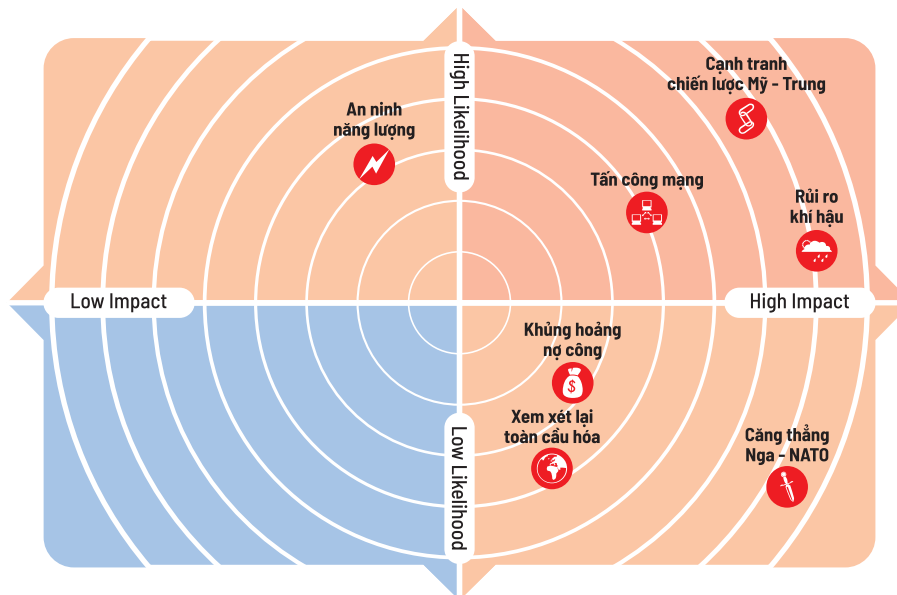 High Likelihood
Cạnh tranh
chiến lược Mỹ - Trung
An ninh
năng lượng
Tấn công mạng
Rủi ro
khí hậu
Low Impact
High Impact
Khủng hoảng
nợ công
$
Xem xét lại
toàn cầu hóa
Căng thẳng
Nga - NATO
Low Likelihood